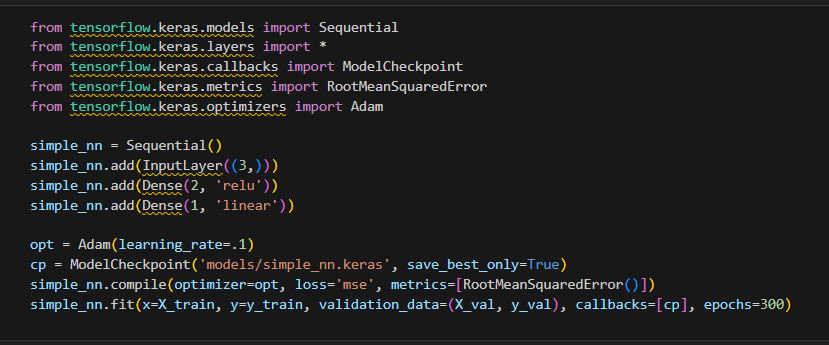 from tensorflow.keras.models import Sequential
from tensorflow.keras.layers import *
from tensorflow.keras.callbacks import ModelCheckpoint
from tensorflow.keras.metrics import RootMeanSquaredError
from tensorflow.keras.optimizers import Adam
simple_nn = Sequential()
simple_nn.add(InputLayer((3,)))
simple_nn.add(Dense(2, 'relu'))
simple_nn.add(Dense(1, 'linear'))
opt = Adam(learning_rate=.1)
cp = ModelCheckpoint('models/simple_nn.keras', save_best_only=True)
simple_nn.compile(optimizer=opt, loss='mse', metrics=[RootMeanSquaredError()])
simple_nn.fit(x=X_train, y=y_train, validation_data=(X_val, y_val), callbacks=[cp], epochs=300)